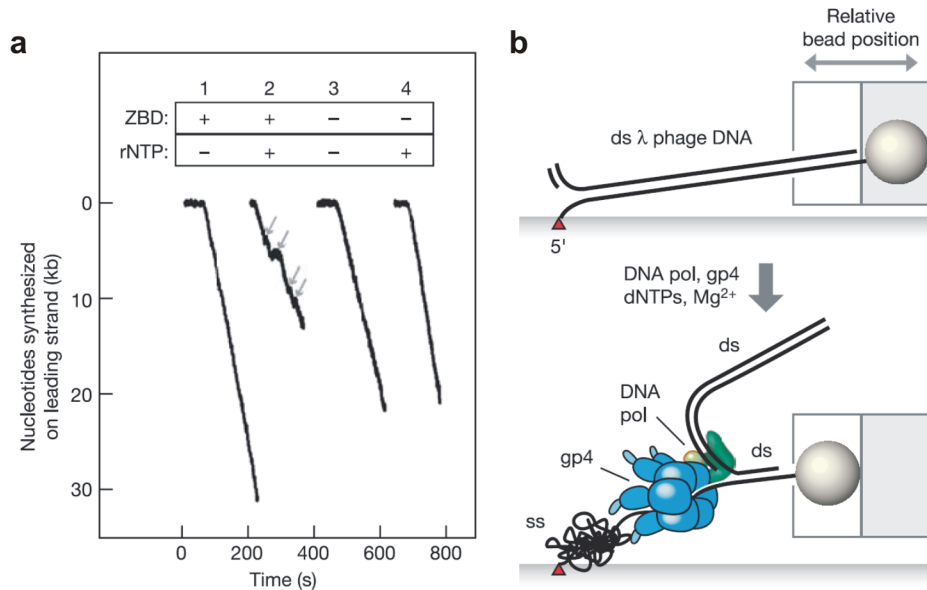 a
1 2 3 4
ZBD: + + − −
rNTP: − + − +
Nucleotides synthesized
on leading strand (kb)
0
10
20
30
0 200 400 600 800
Time (s)
b
Relative
bead position
ds λ phage DNA
5'
DNA pol, gp4
dNTPs, Mg²⁺
ds
DNA
pol
ds
gp4
ss